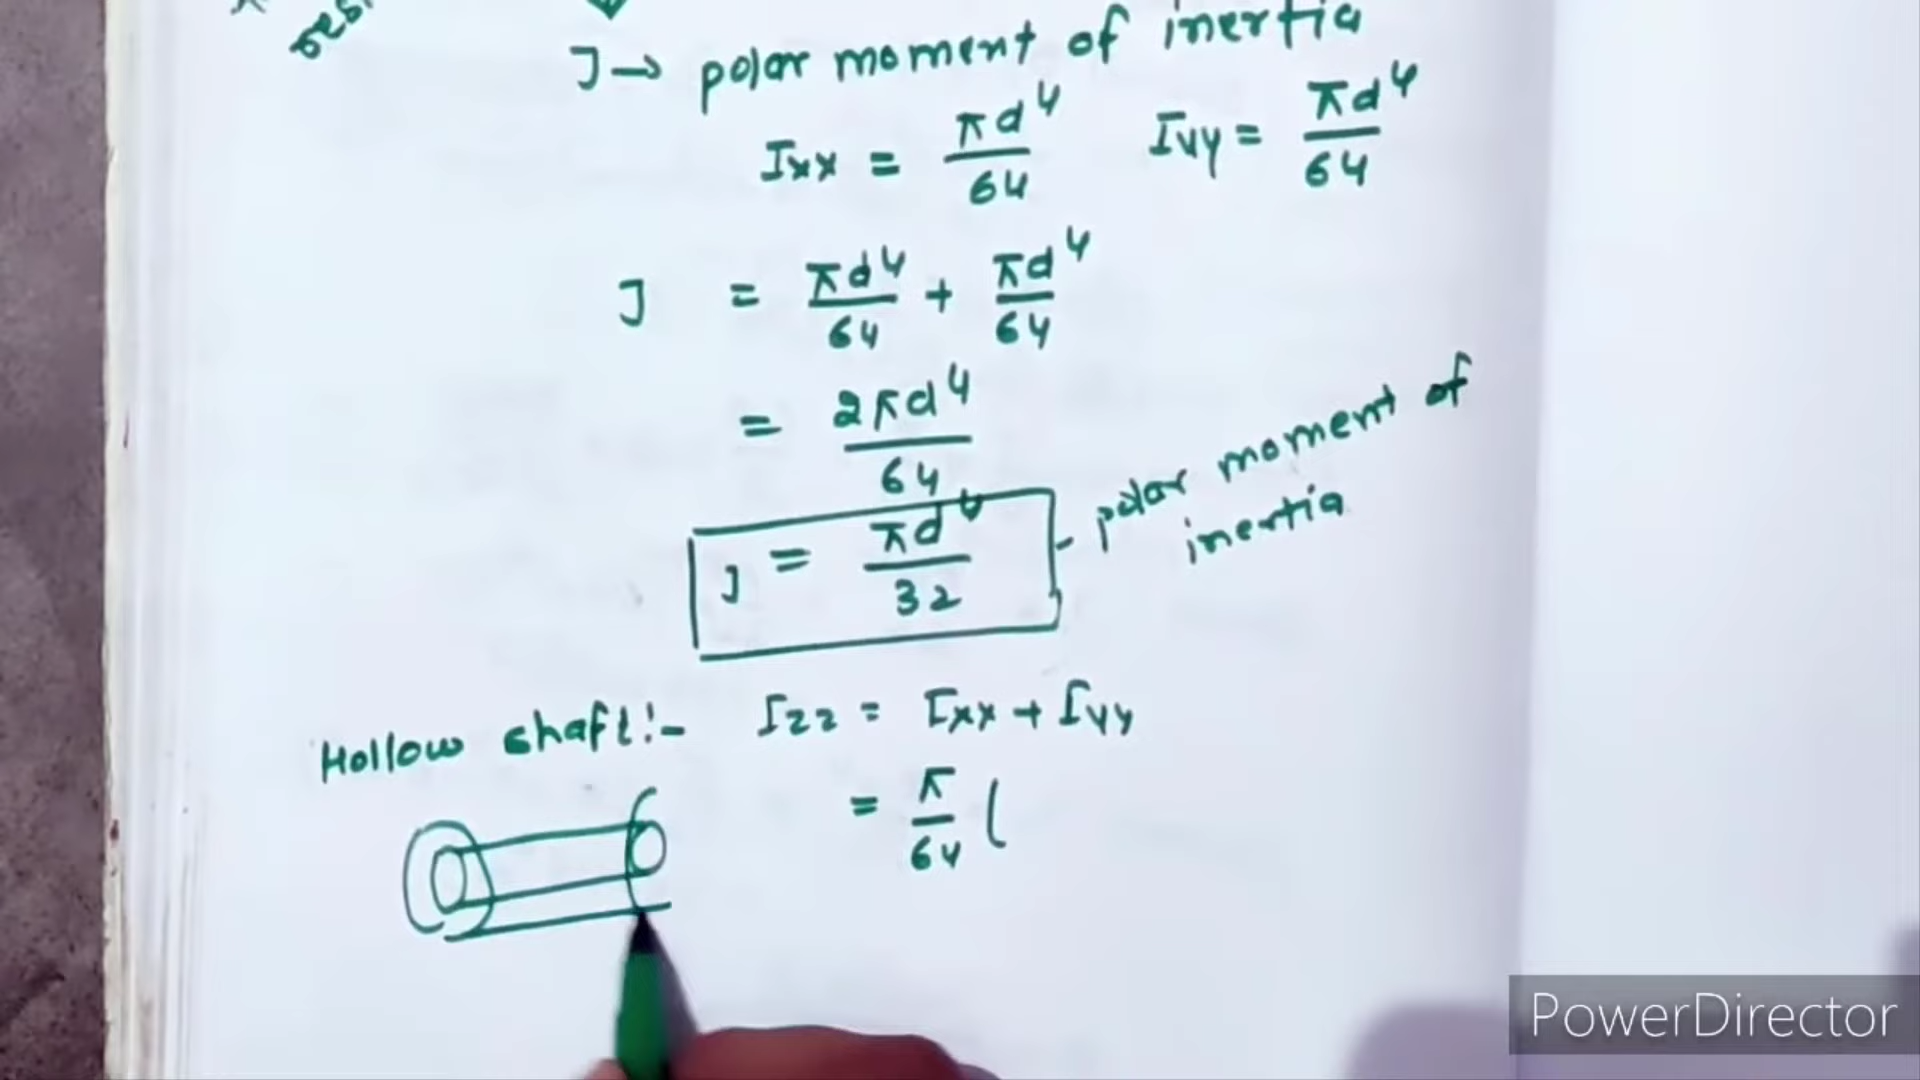 J → polar moment of inertia
Ixx = πd⁴/64 Iyy = πd⁴/64
J = πd⁴/64 + πd⁴/64
= 2πd⁴/64
J = πd⁴/32 - polar moment of inertia
Hollow shaft:- Izz = Ixx + Iyy
= π/64 (
PowerDirector